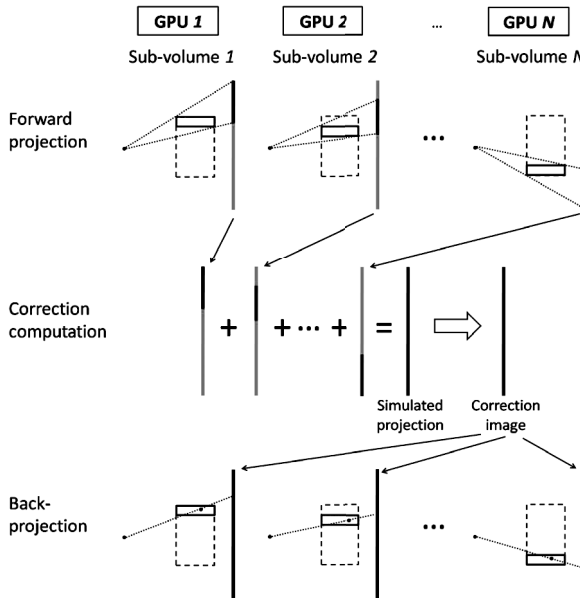 GPU 1 GPU 2 ... GPU N
Sub-volume 1 Sub-volume 2 Sub-volume N
Forward
projection
...
Correction
computation
+ + ... + =
Simulated
projection
Correction
image
Back-
projection
...